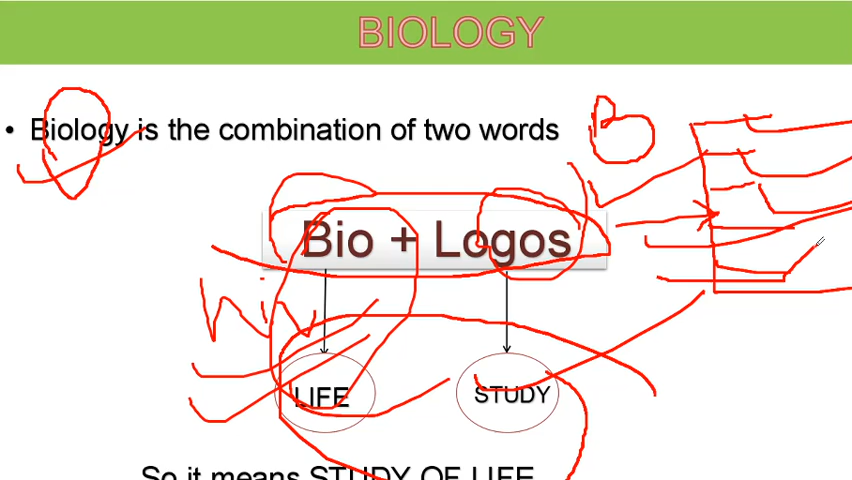 BIOLOGY
• Biology is the combination of two words
B
Bio + Logos
LIFE STUDY
So it means STUDY OF LIFE